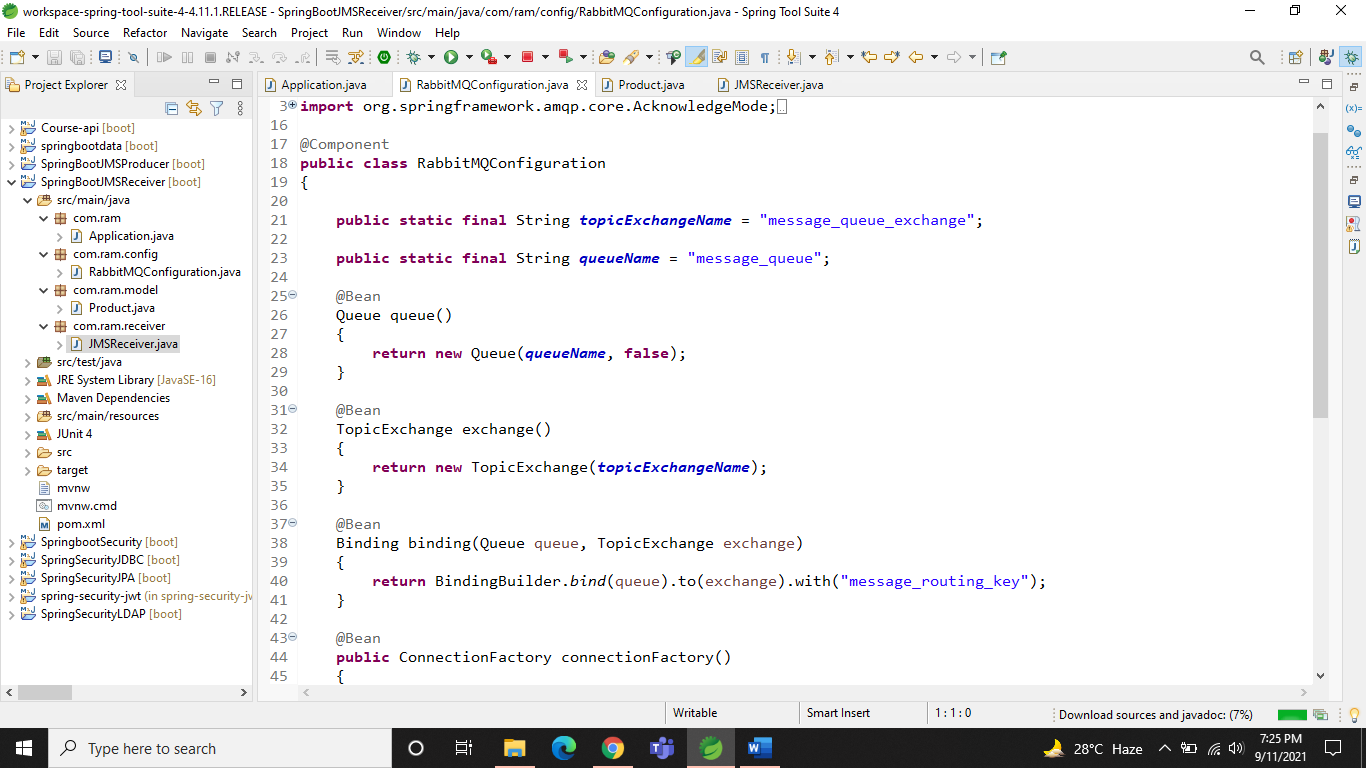 workspace-spring-tool-suite-4-4.11.1.RELEASE - SpringBootJMSReceiver/src/main/java/com/ram/config/RabbitMQConfiguration.java - Spring Tool Suite 4
File Edit Source Refactor Navigate Search Project Run Window Help
Project Explorer
Application.java RabbitMQConfiguration.java Product.java JMSReceiver.java
Course-api [boot]
springbootdata [boot]
SpringBootJMSProducer [boot]
SpringBootJMSReceiver [boot]
src/main/java
com.ram
Application.java
com.ram.config
RabbitMQConfiguration.java
com.ram.model
Product.java
com.ram.receiver
JMSReceiver.java
src/test/java
JRE System Library [JavaSE-16]
Maven Dependencies
src/main/resources
JUnit 4
src
target
mvnw
mvnw.cmd
pom.xml
SpringbootSecurity [boot]
SpringSecurityJDBC [boot]
SpringSecurityJPA [boot]
spring-security-jwt (in spring-security-jw
SpringSecurityLDAP [boot]
3 import org.springframework.amqp.core.AcknowledgeMode;
16
17 @Component
18 public class RabbitMQConfiguration
19 {
20
21 public static final String topicExchangeName = "message_queue_exchange";
22
23 public static final String queueName = "message_queue";
24
25 @Bean
26 Queue queue()
27 {
28 return new Queue(queueName, false);
29 }
30
31 @Bean
32 TopicExchange exchange()
33 {
34 return new TopicExchange(topicExchangeName);
35 }
36
37 @Bean
38 Binding binding(Queue queue, TopicExchange exchange)
39 {
40 return BindingBuilder.bind(queue).to(exchange).with("message_routing_key");
41 }
42
43 @Bean
44 public ConnectionFactory connectionFactory()
45 {
Writable Smart Insert 1 : 1 : 0 Download sources and javadoc: (7%)
Type here to search
28°C Haze
7:25 PM
9/11/2021